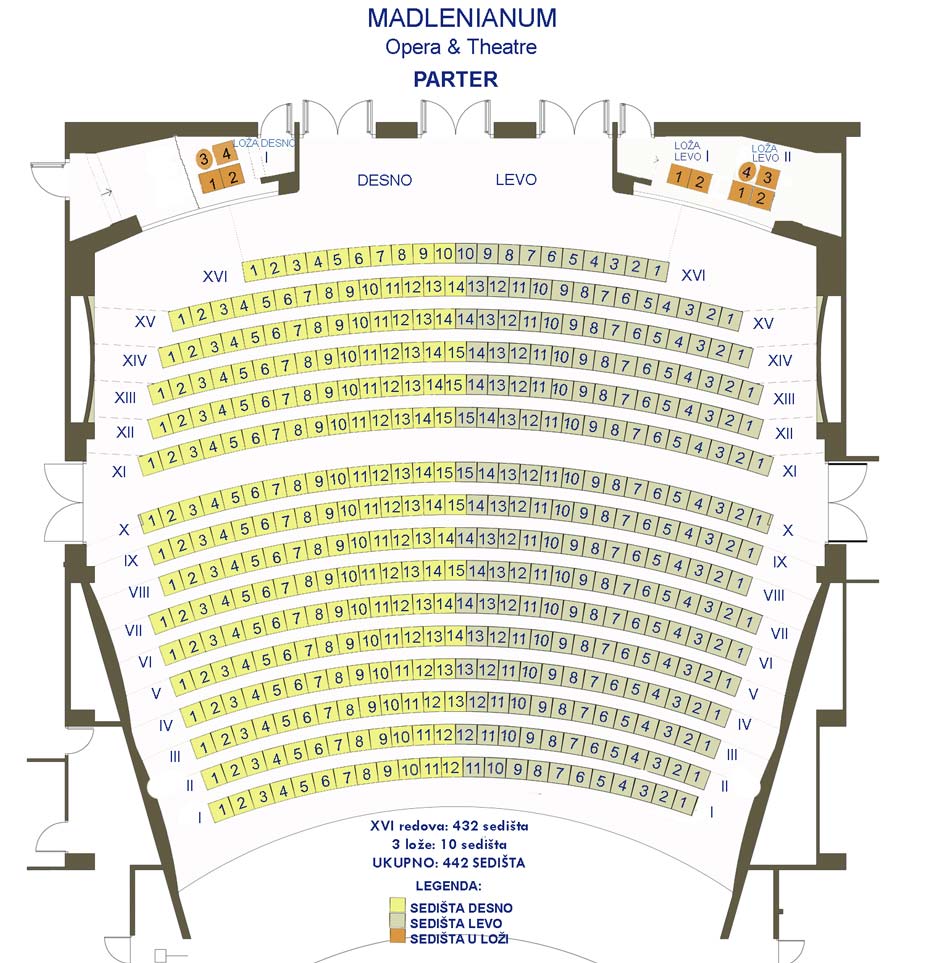 MADLENIANUM
Opera & Theatre
PARTER
LOŽA DESNO
I
3 4
1 2
DESNO LEVO
LOŽA
LEVO I
1 2
LOŽA
LEVO II
4 3
1 2
XVI 1 2 3 4 5 6 7 8 9 10 10 9 8 7 6 5 4 3 2 1 XVI
XV 1 2 3 4 5 6 7 8 9 10 11 12 13 14 13 12 11 10 9 8 7 6 5 4 3 2 1 XV
XIV 1 2 3 4 5 6 7 8 9 10 11 12 13 14 14 13 12 11 10 9 8 7 6 5 4 3 2 1 XIV
XIII 1 2 3 4 5 6 7 8 9 10 11 12 13 14 15 14 13 12 11 10 9 8 7 6 5 4 3 2 1 XIII
XII 1 2 3 4 5 6 7 8 9 10 11 12 13 14 15 14 13 12 11 10 9 8 7 6 5 4 3 2 1 XII
XI 1 2 3 4 5 6 7 8 9 10 11 12 13 14 15 15 14 13 12 11 10 9 8 7 6 5 4 3 2 1 XI
X 1 2 3 4 5 6 7 8 9 10 11 12 13 14 15 15 14 13 12 11 10 9 8 7 6 5 4 3 2 1 X
IX 1 2 3 4 5 6 7 8 9 10 11 12 13 14 15 14 13 12 11 10 9 8 7 6 5 4 3 2 1 IX
VIII 1 2 3 4 5 6 7 8 9 10 11 12 13 14 14 13 12 11 10 9 8 7 6 5 4 3 2 1 VIII
VII 1 2 3 4 5 6 7 8 9 10 11 12 13 14 15 14 13 12 11 10 9 8 7 6 5 4 3 2 1 VII
VI 1 2 3 4 5 6 7 8 9 10 11 12 13 14 14 13 12 11 10 9 8 7 6 5 4 3 2 1 VI
V 1 2 3 4 5 6 7 8 9 10 11 12 13 14 13 12 11 10 9 8 7 6 5 4 3 2 1 V
IV 1 2 3 4 5 6 7 8 9 10 11 12 13 13 12 11 10 9 8 7 6 5 4 3 2 1 IV
III 1 2 3 4 5 6 7 8 9 10 11 12 13 12 11 10 9 8 7 6 5 4 3 2 1 III
II 1 2 3 4 5 6 7 8 9 10 11 12 12 11 10 9 8 7 6 5 4 3 2 1 II
I 1 2 3 4 5 6 7 8 9 10 11 12 11 10 9 8 7 6 5 4 3 2 1 I
XVI redova: 432 sedišta
3 lože: 10 sedišta
UKUPNO: 442 SEDIŠTA
LEGENDA:
SEDIŠTA DESNO
SEDIŠTA LEVO
SEDIŠTA U LOŽI